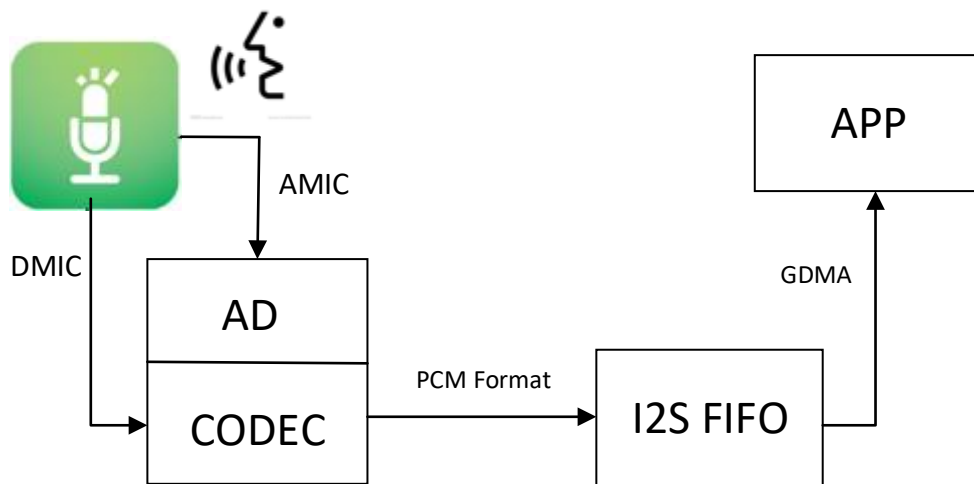 APP
AMIC
DMIC
GDMA
AD
PCM Format
CODEC
I2S FIFO